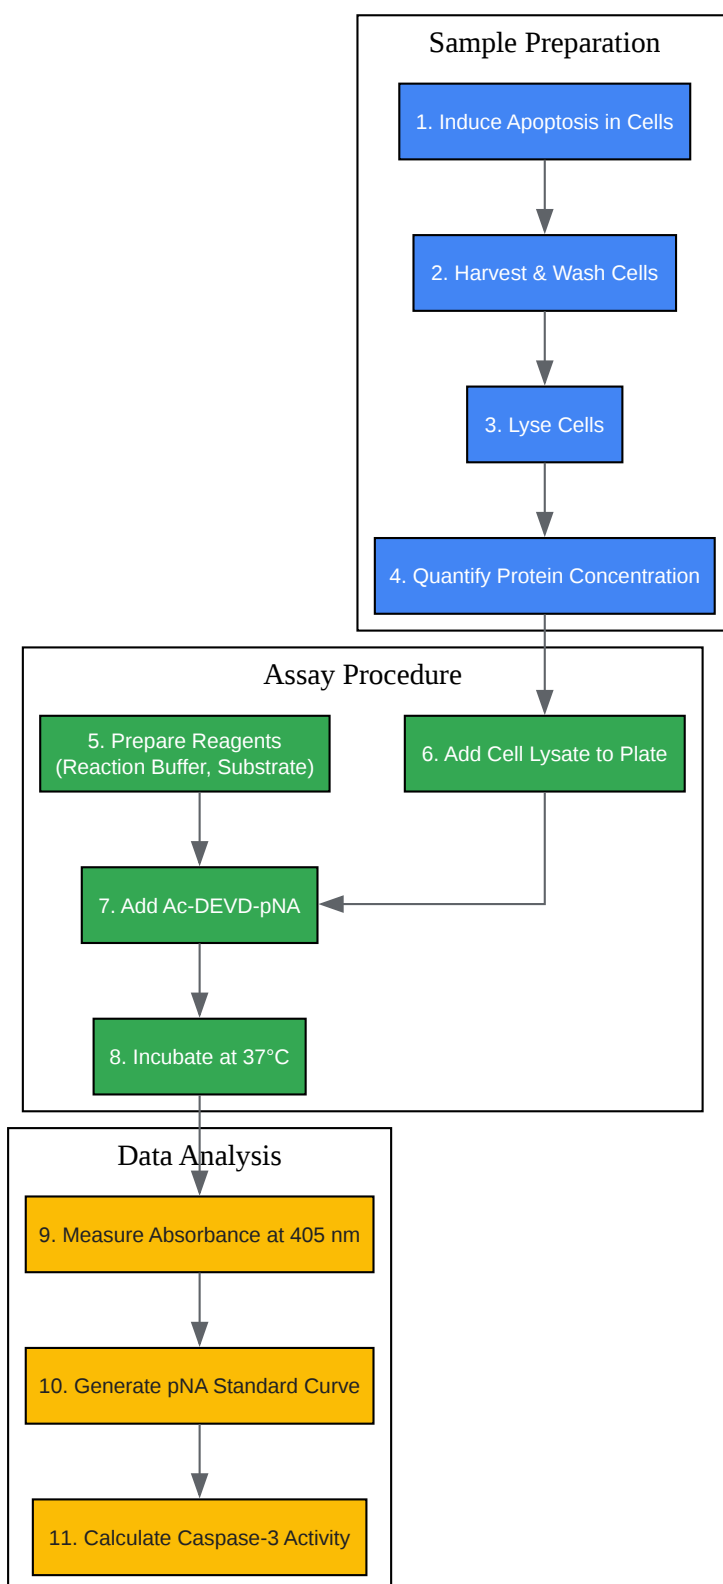 Sample Preparation
1. Induce Apoptosis in Cells
2. Harvest & Wash Cells
3. Lyse Cells
4. Quantify Protein Concentration
Assay Procedure
5. Prepare Reagents
(Reaction Buffer, Substrate)
6. Add Cell Lysate to Plate
7. Add Ac-DEVD-pNA
8. Incubate at 37°C
Data Analysis
9. Measure Absorbance at 405 nm
10. Generate pNA Standard Curve
11. Calculate Caspase-3 Activity